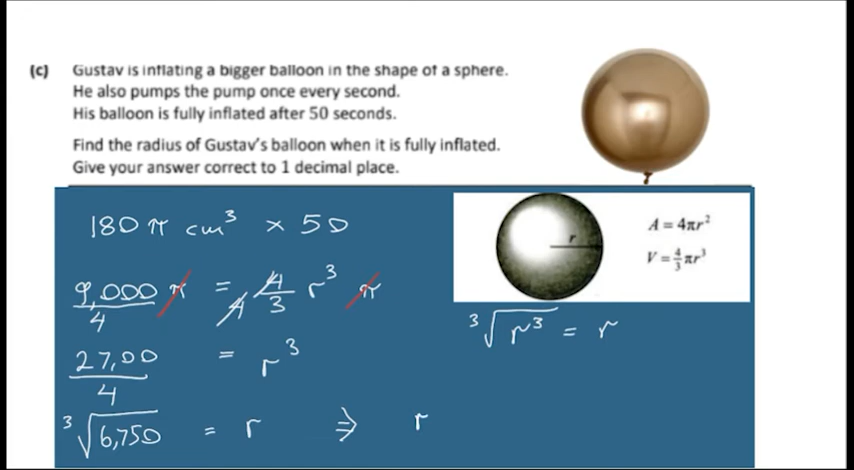 (c) Gustav is inflating a bigger balloon in the shape of a sphere.
He also pumps the pump once every second.
His balloon is fully inflated after 50 seconds.
Find the radius of Gustav's balloon when it is fully inflated.
Give your answer correct to 1 decimal place.
180 π cm³ × 50
r
A = 4πr²
V = 4/3 πr³
9,000 π / 4 = 4/4 · 3 r³ π
∛r³ = r
27,00 / 4 = r³
∛6,750 = r ⇒ r